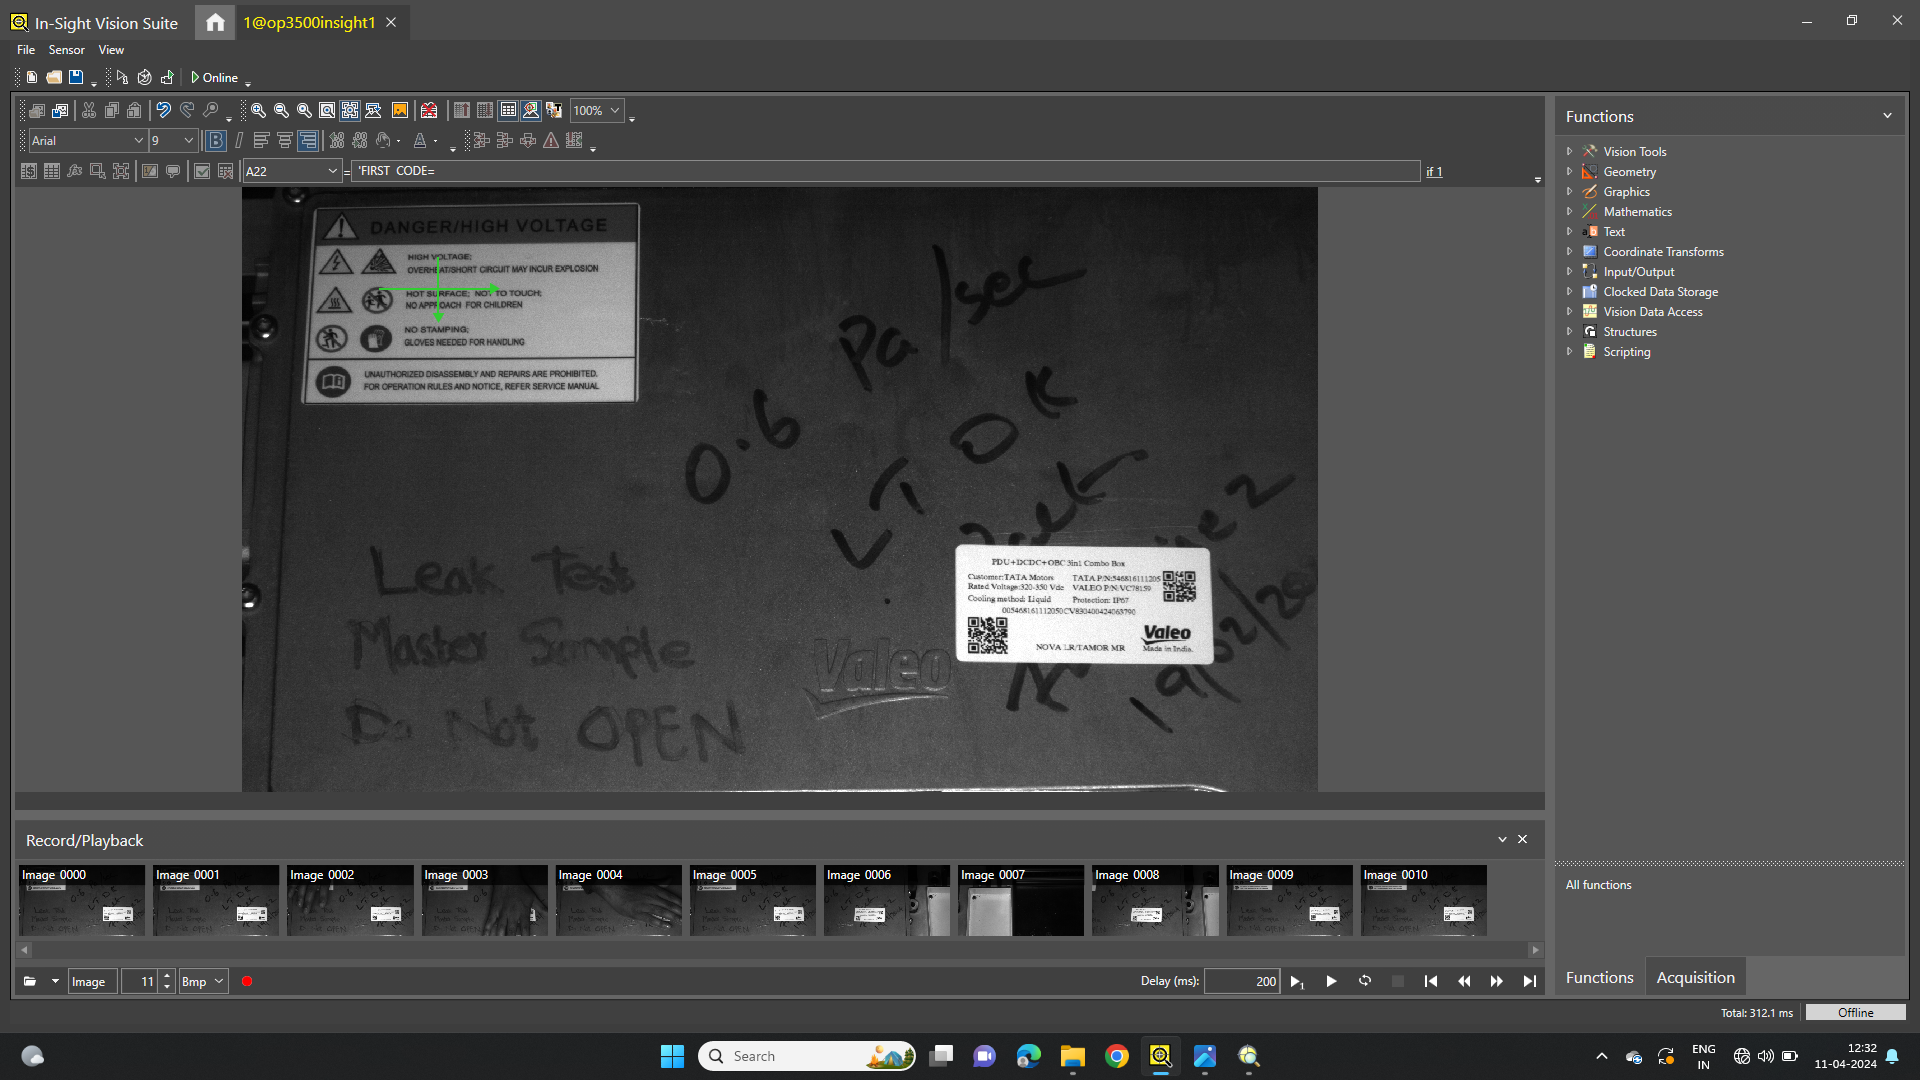 In-Sight Vision Suite
1@op3500insight1
File Sensor View
Online
100%
Arial 9
A22 = 'FIRST CODE= if 1
DANGER/HIGH VOLTAGE
HIGH VOLTAGE;
OVERHEAT/SHORT CIRCUIT MAY INCUR EXPLOSION
HOT SURFACE; NOT TO TOUCH;
NO APPROACH FOR CHILDREN
NO STAMPING;
GLOVES NEEDED FOR HANDLING
UNAUTHORIZED DISASSEMBLY AND REPAIRS ARE PROHIBITED.
FOR OPERATION RULES AND NOTICE, REFER SERVICE MANUAL
0.6 Pa/sec
LT OK
Leak Test
Master Sample
Do Not OPEN
Valeo
PDU+DCDC+OBC 3in1 Combo Box
Customer:TATA Motors TATA P/N:546816111205
Rated Voltage:320-350 Vdc VALEO P/N:VC78159
Cooling method: Liquid Protection: IP67
005468161112050CV830400424063790
Valeo
NOVA LR/TAMOR MR Made in India.
Functions
Vision Tools
Geometry
Graphics
Mathematics
Text
Coordinate Transforms
Input/Output
Clocked Data Storage
Vision Data Access
Structures
Scripting
All functions
Functions Acquisition
Record/Playback
Image 0000 Image 0001 Image 0002 Image 0003 Image 0004 Image 0005 Image 0006 Image 0007 Image 0008 Image 0009 Image 0010
Image 11 Bmp
Delay (ms): 200
Total: 312.1 ms Offline
Search
ENG
IN
12:32
11-04-2024